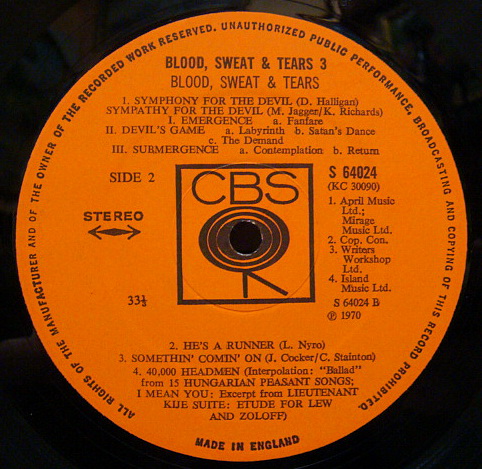 ALL RIGHTS OF THE MANUFACTURER AND OF THE OWNER OF THE RECORDED WORK RESERVED. UNAUTHORIZED PUBLIC PERFORMANCE, BROADCASTING AND COPYING OF THIS RECORD PROHIBITED.
BLOOD, SWEAT & TEARS 3
BLOOD, SWEAT & TEARS
1. SYMPHONY FOR THE DEVIL (D. Halligan)
SYMPATHY FOR THE DEVIL (M. Jagger/K. Richards)
I. EMERGENCE a. Fanfare
II. DEVIL'S GAME a. Labyrinth b. Satan's Dance
c. The Demand
III. SUBMERGENCE a. Contemplation b. Return
SIDE 2
STEREO
33⅓
CBS
S 64024
(KC 30090)
1. April Music
Ltd.;
Mirage
Music Ltd.
2. Cop. Con.
3. Writers
Workshop
Ltd.
4. Island
Music Ltd.
S 64024 B
℗ 1970
2. HE'S A RUNNER (L. Nyro)
3. SOMETHIN' COMIN' ON (J. Cocker/C. Stainton)
4. 40,000 HEADMEN (Interpolation: "Ballad"
from 15 HUNGARIAN PEASANT SONGS;
I MEAN YOU: Excerpt from LIEUTENANT
KIJE SUITE: ETUDE FOR LEW
AND ZOLOFF)
MADE IN ENGLAND